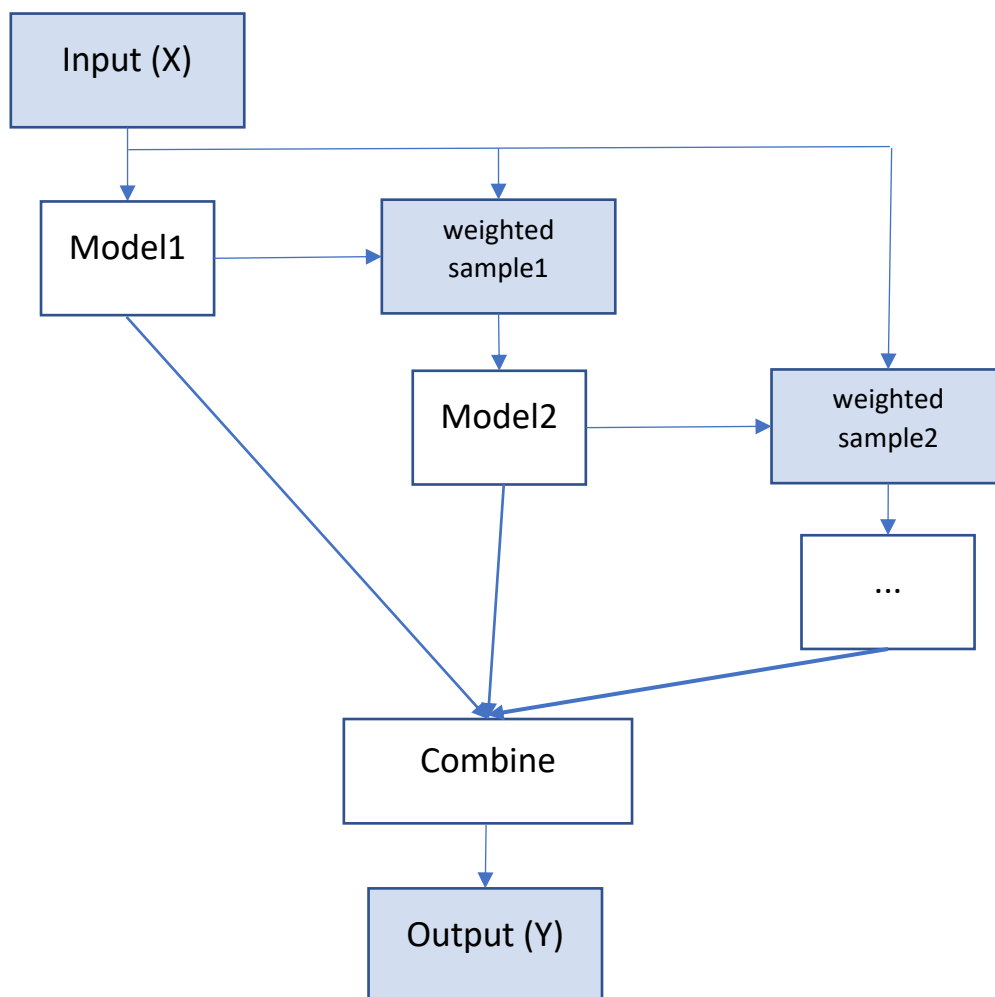 Input (X)
Model1
weighted
sample1
Model2
weighted
sample2
...
Combine
Output (Y)